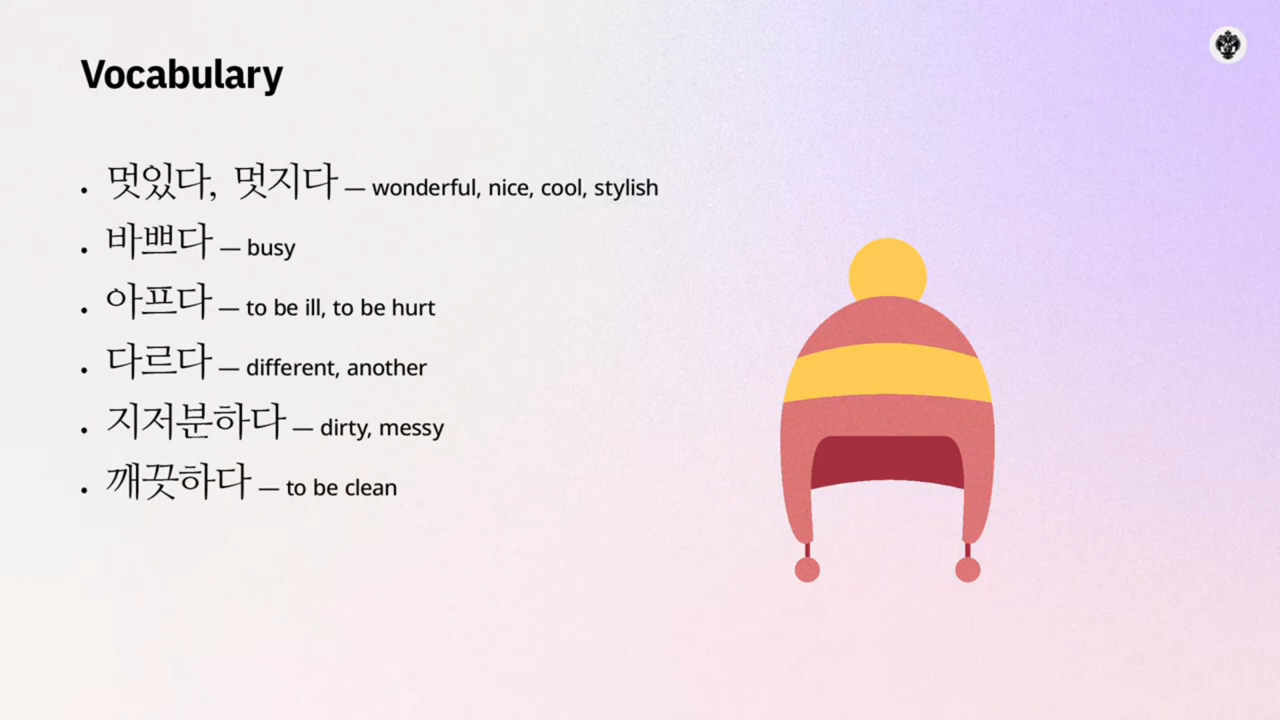 Vocabulary
• 멋있다, 멋지다 — wonderful, nice, cool, stylish
• 바쁘다 — busy
• 아프다 — to be ill, to be hurt
• 다르다 — different, another
• 지저분하다 — dirty, messy
• 깨끗하다 — to be clean